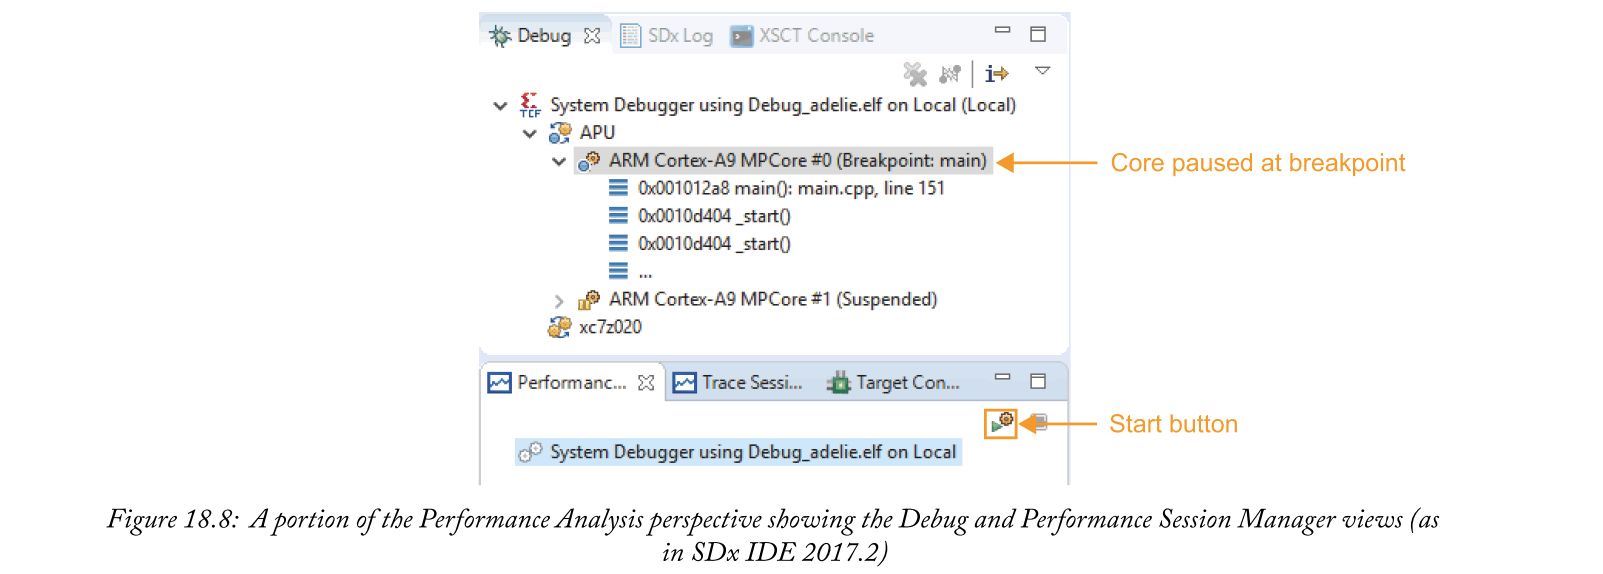 Debug
SDx Log
XSCT Console
i
TCF
System Debugger using Debug_adelie.elf on Local (Local)
APU
ARM Cortex-A9 MPCore #0 (Breakpoint: main)
Core paused at breakpoint
0x001012a8 main(): main.cpp, line 151
0x0010d404 _start()
0x0010d404 _start()
...
ARM Cortex-A9 MPCore #1 (Suspended)
xc7z020
Performanc...
Trace Sessi...
Target Con...
Start button
System Debugger using Debug_adelie.elf on Local
Figure 18.8: A portion of the Performance Analysis perspective showing the Debug and Performance Session Manager views (as
in SDx IDE 2017.2)